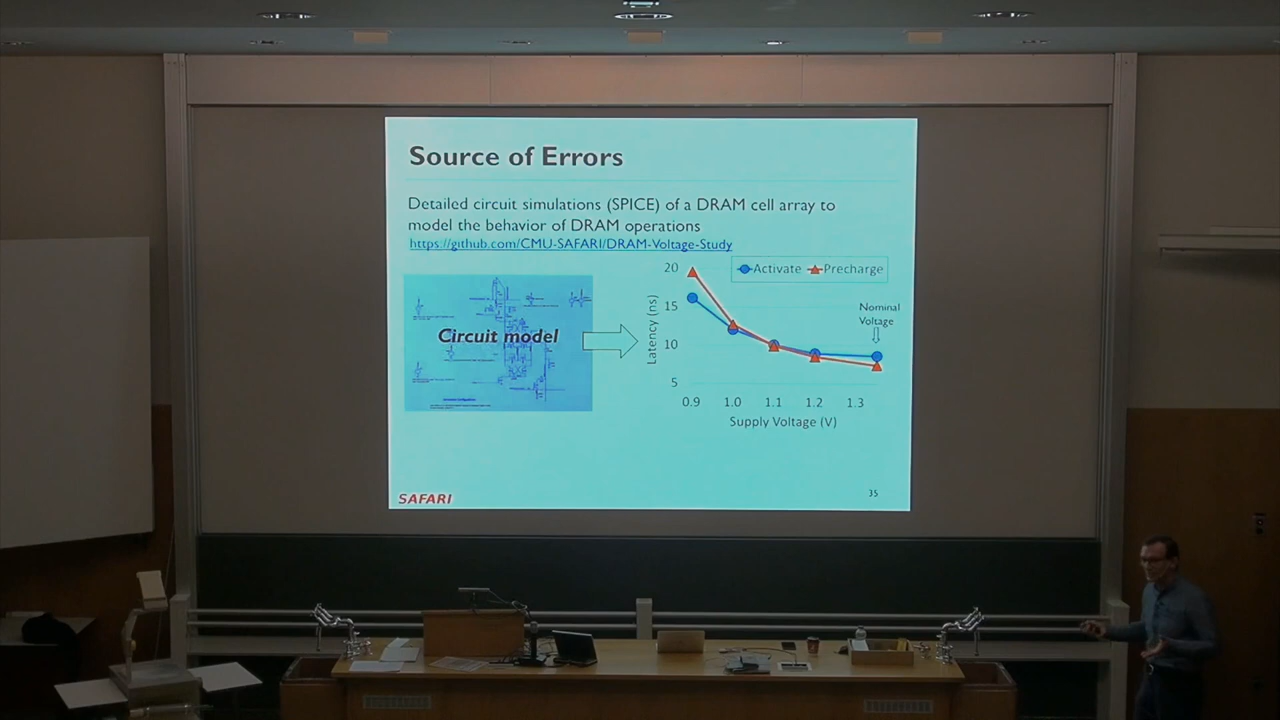 Source of Errors
Detailed circuit simulations (SPICE) of a DRAM cell array to
model the behavior of DRAM operations
https://github.com/CMU-SAFARI/DRAM-Voltage-Study
Circuit model
Activate Precharge
Nominal
Voltage
Latency (ns)
20
15
10
5
0.9 1.0 1.1 1.2 1.3
Supply Voltage (V)
SAFARI
35